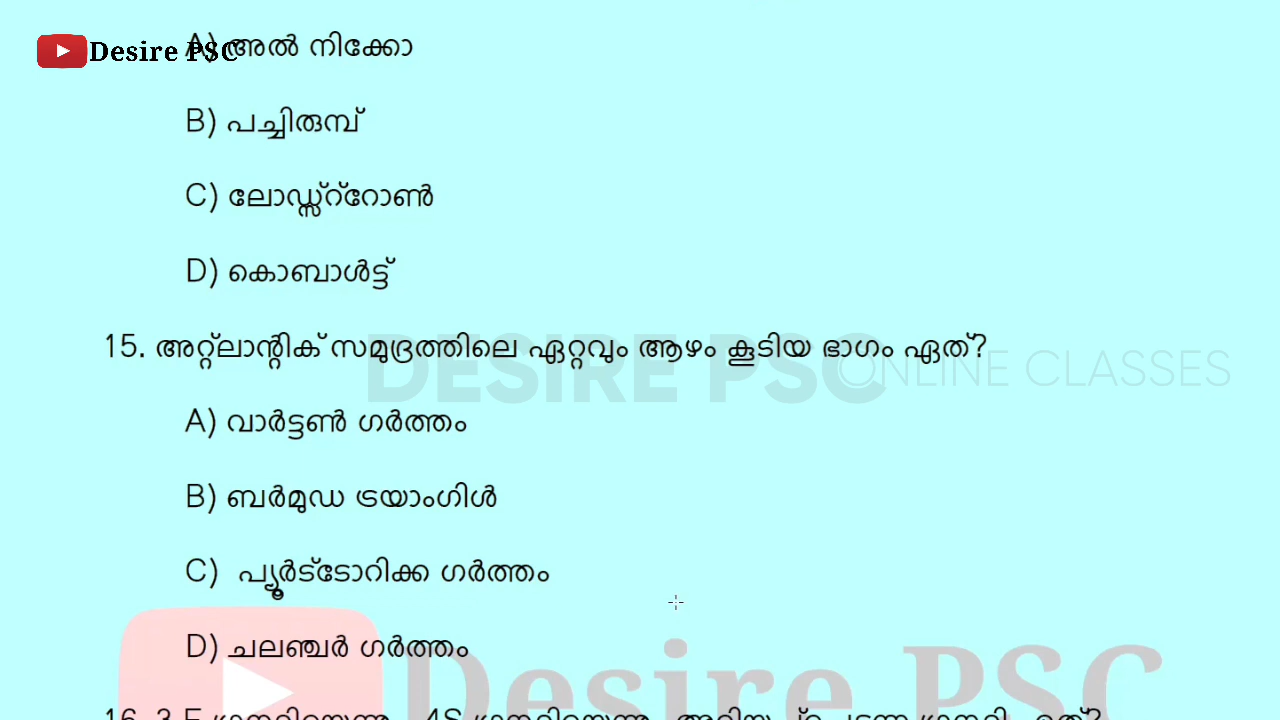 Desire PSC
A) അൽ നിക്കോ
B) പച്ചിരുമ്പ്
C) ലോഡ്സ്റ്റോൺ
D) കൊബാൾട്ട്
15. അറ്റ്ലാന്റിക് സമുദ്രത്തിലെ ഏറ്റവും ആഴം കൂടിയ ഭാഗം ഏത്?
DESIRE PSC ONLINE CLASSES
A) വാർട്ടൺ ഗർത്തം
B) ബർമുഡ ട്രയാംഗിൾ
C) പ്യൂർട്ടോറിക്ക ഗർത്തം
D) ചലഞ്ചർ ഗർത്തം
Desire PSC